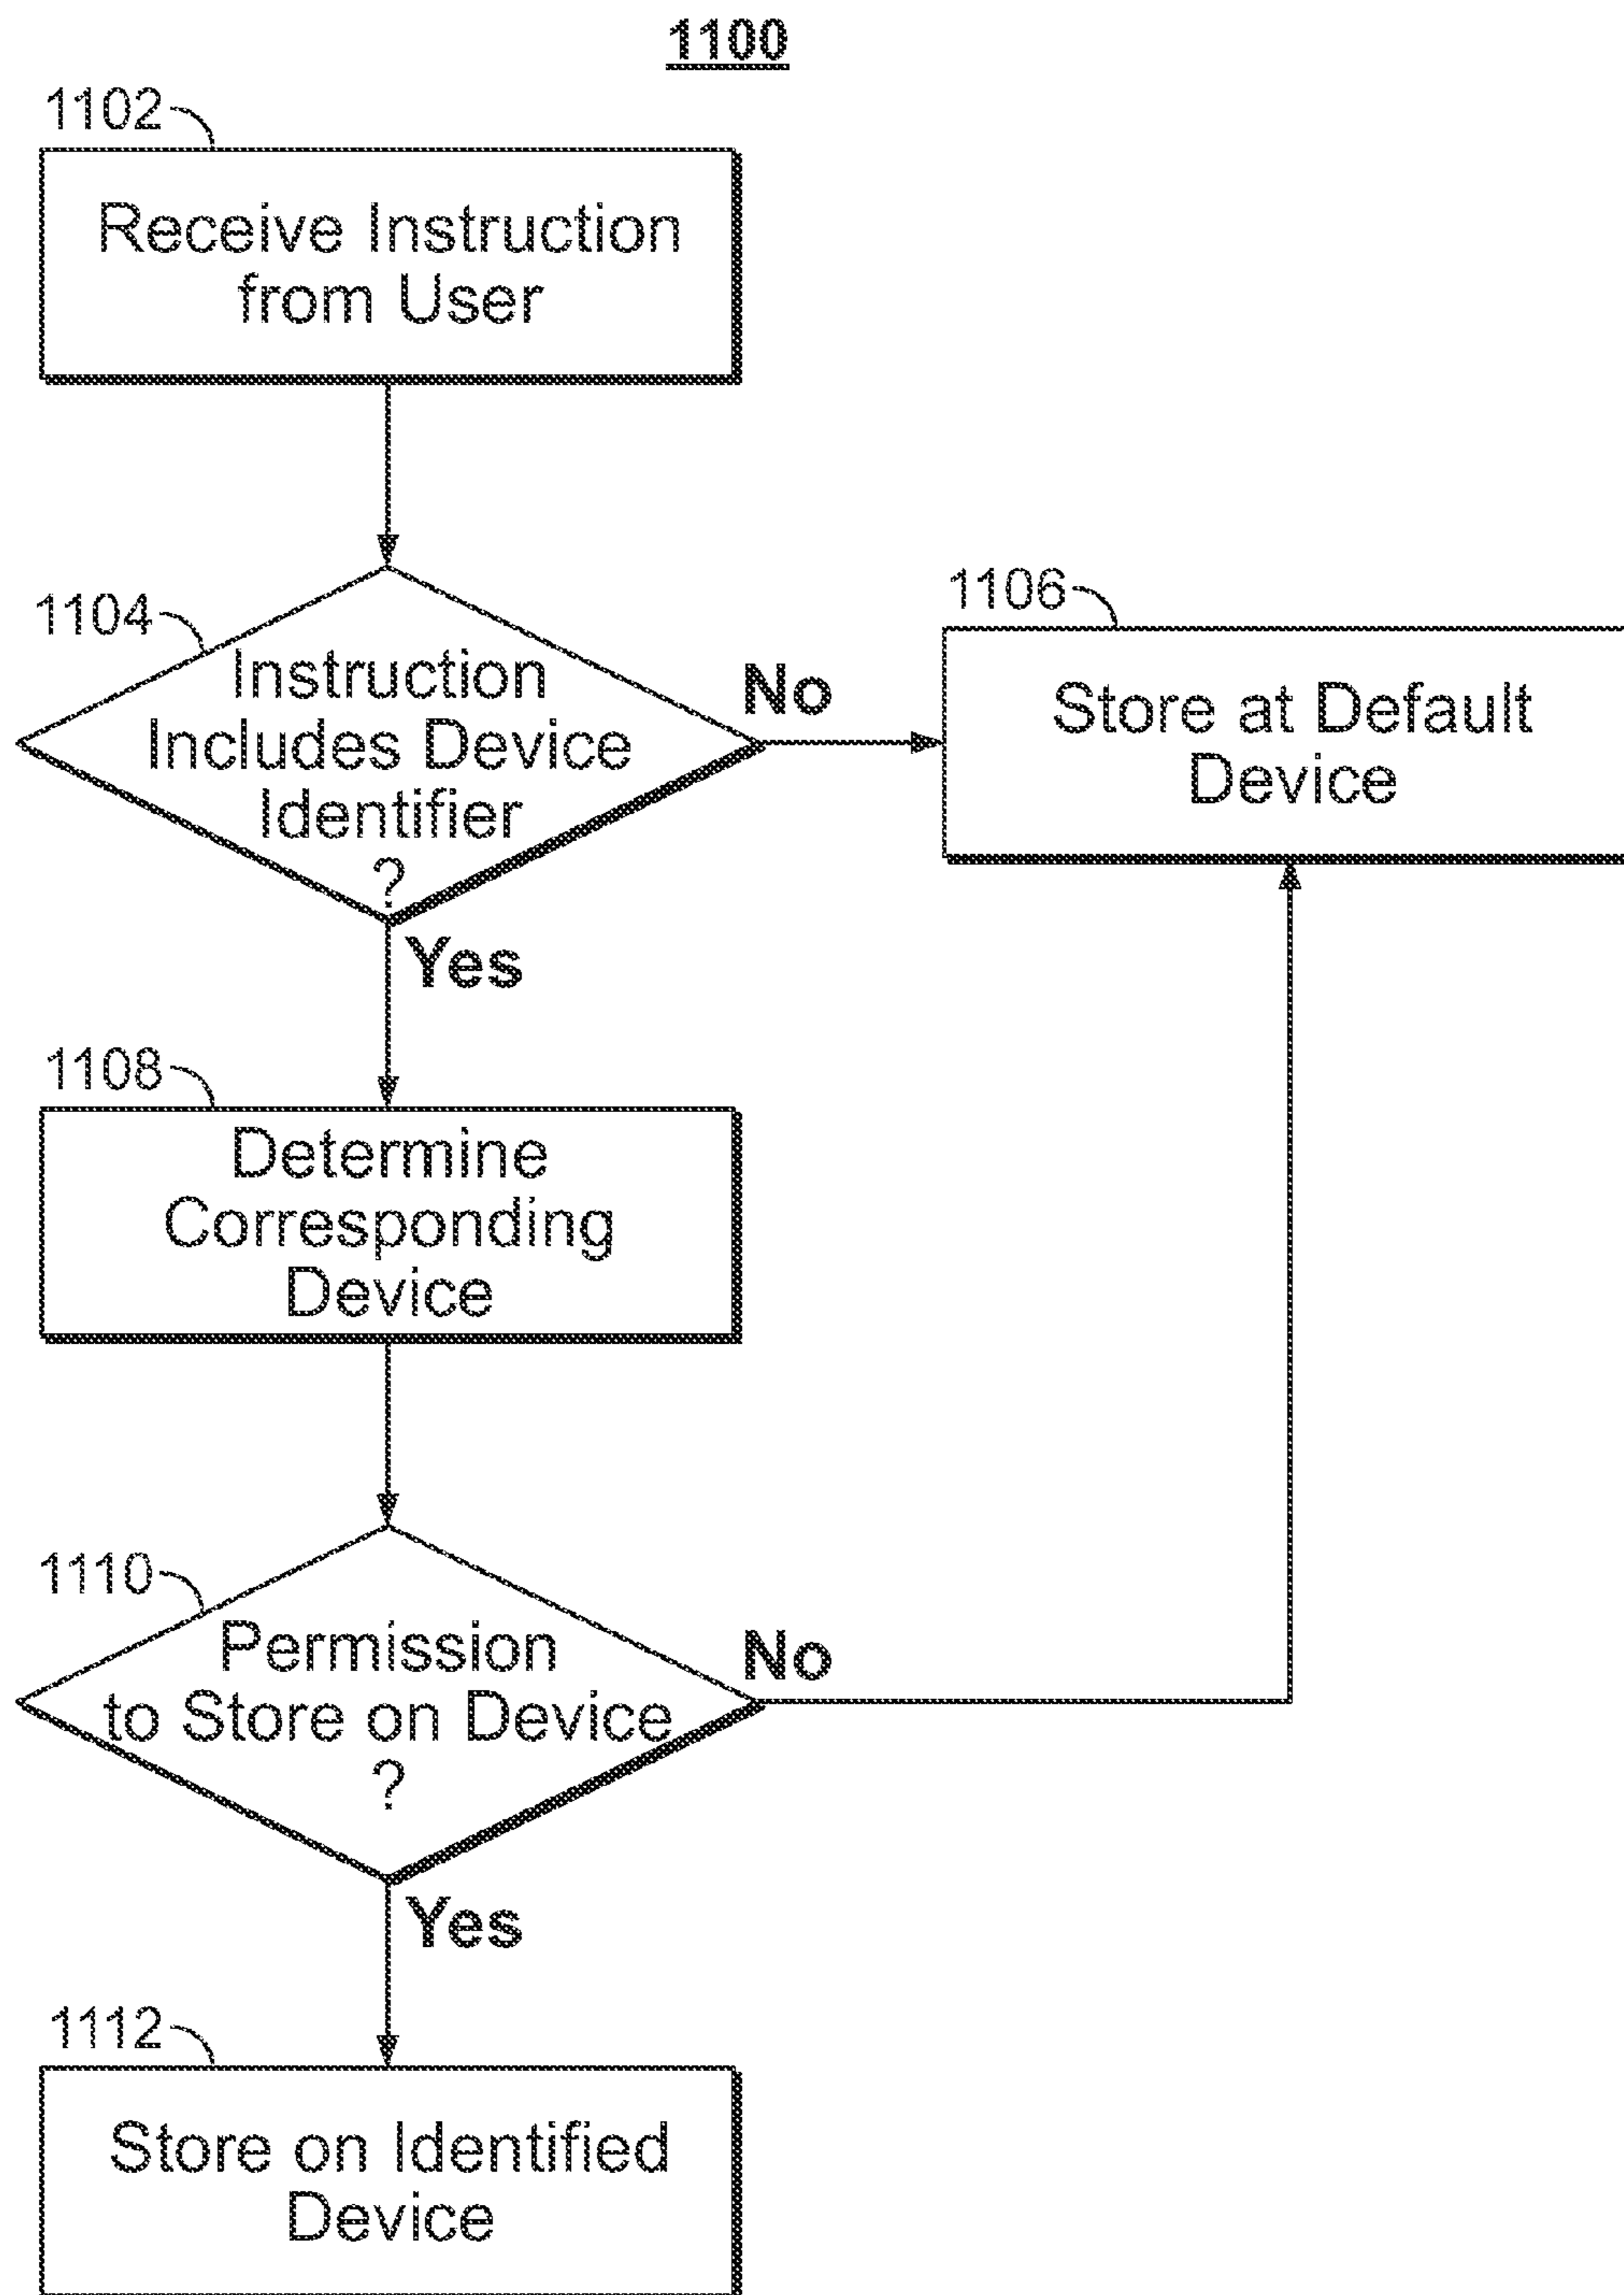 1100
1102
Receive Instruction
from User
1104
Instruction
Includes Device
Identifier
?
No
1106
Store at Default
Device
Yes
1108
Determine
Corresponding
Device
1110
Permission
to Store on Device
?
No
Yes
1112
Store on Identified
Device